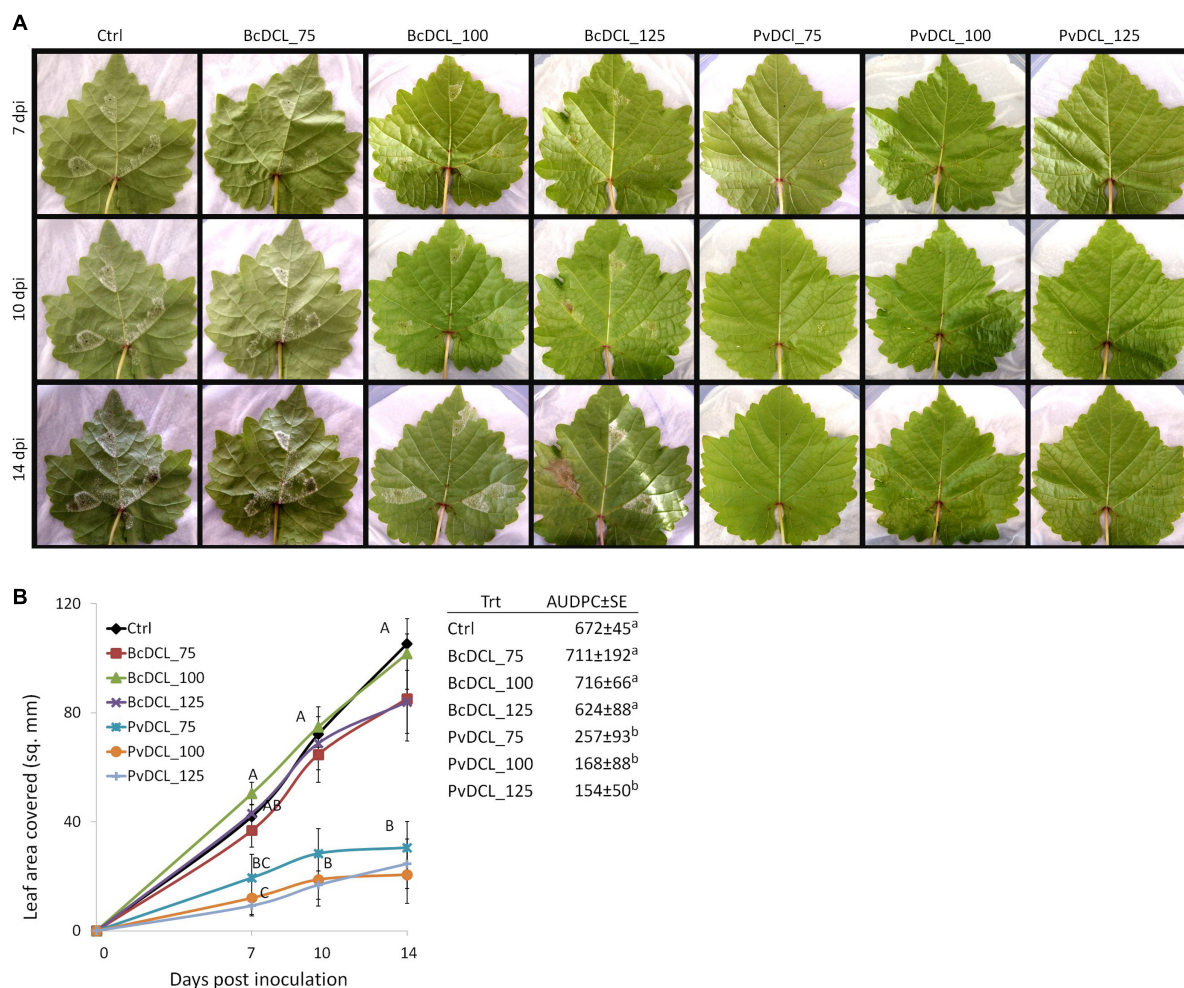 A
Ctrl BcDCL_75 BcDCL_100 BcDCL_125 PvDCl_75 PvDCL_100 PvDCL_125
7 dpi
10 dpi
14 dpi
B
120
80
40
0
Leaf area covered (sq. mm)
Ctrl
BcDCL_75
BcDCL_100
BcDCL_125
PvDCL_75
PvDCL_100
PvDCL_125
A
A
A
AB
BC
C
B
B
0 7 10 14
Days post inoculation
Trt AUDPC±SE
Ctrl 672±45a
BcDCL_75 711±192a
BcDCL_100 716±66a
BcDCL_125 624±88a
PvDCL_75 257±93b
PvDCL_100 168±88b
PvDCL_125 154±50b